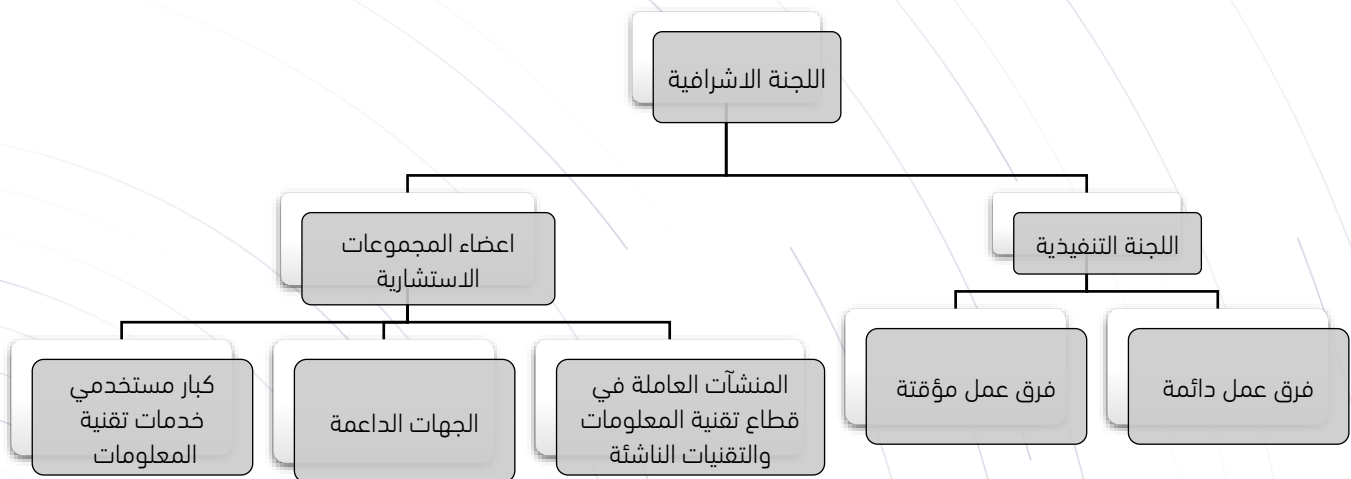 اللجنة الاشرافية
اللجنة التنفيذية
اعضاء المجموعات
الاستشارية
فرق عمل دائمة
فرق عمل مؤقتة
المنشآت العاملة في
قطاع تقنية المعلومات
والتقنيات الناشئة
الجهات الداعمة
كبار مستخدمي
خدمات تقنية
المعلومات